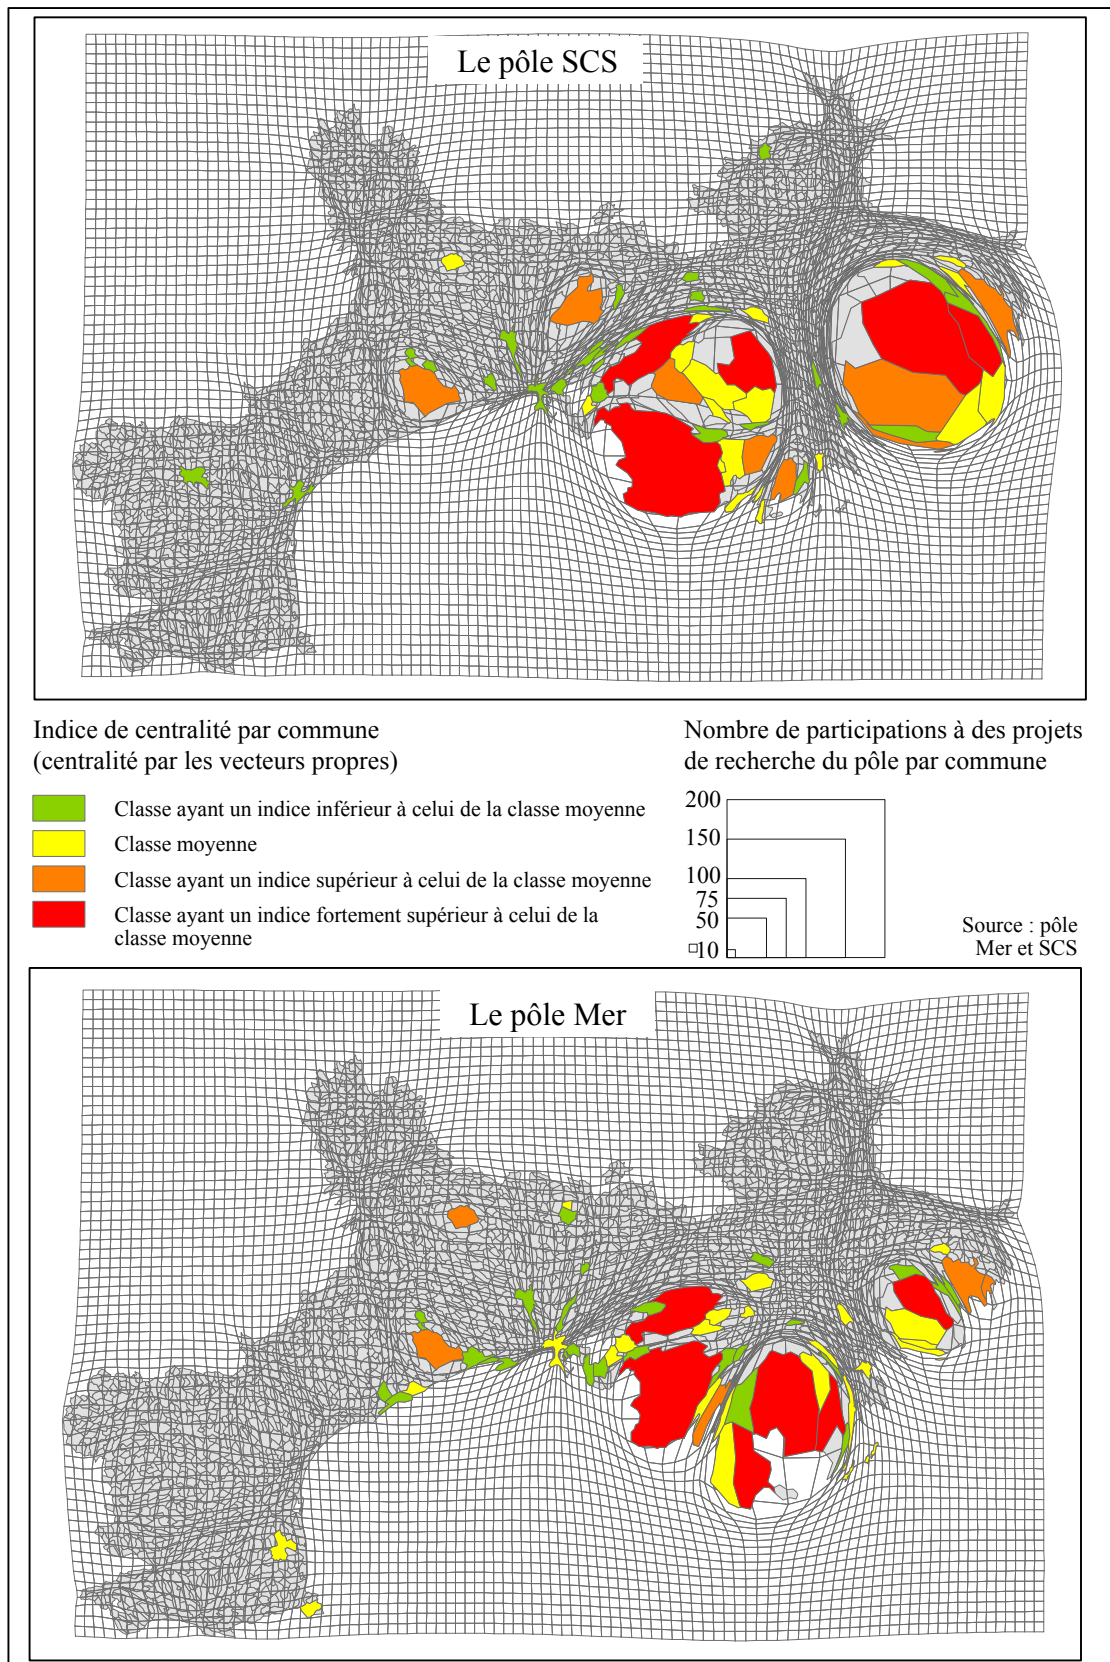 Le pôle SCS
Indice de centralité par commune
(centralité par les vecteurs propres)
Classe ayant un indice inférieur à celui de la classe moyenne
Classe moyenne
Classe ayant un indice supérieur à celui de la classe moyenne
Classe ayant un indice fortement supérieur à celui de la
classe moyenne
Nombre de participations à des projets
de recherche du pôle par commune
200
150
100
75
50
10
Source : pôle
Mer et SCS
Le pôle Mer